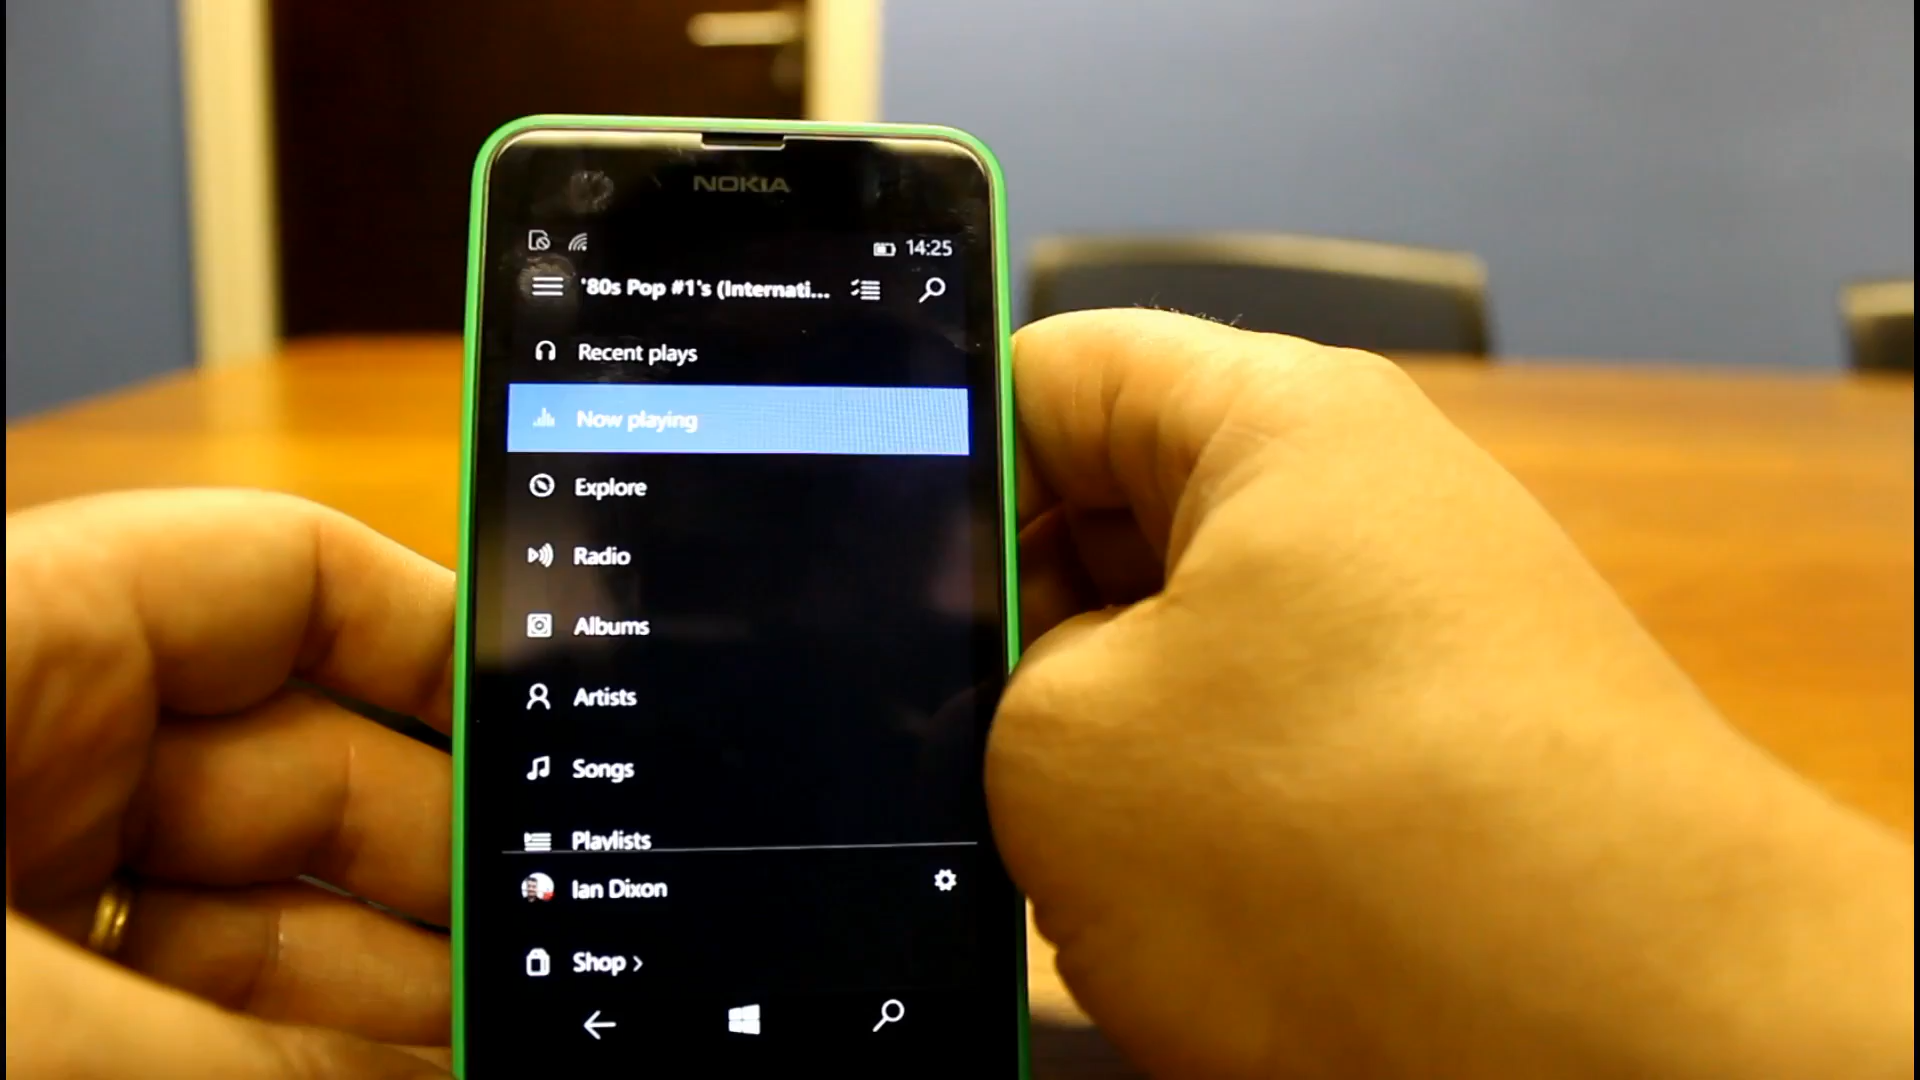 NOKIA
14:25
'80s Pop #1's (Internati...
Recent plays
Now playing
Explore
Radio
Albums
Artists
Songs
Playlists
Ian Dixon
Shop >